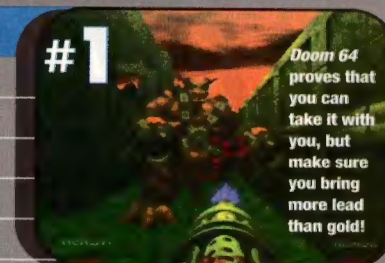 #1
Doom 64
proves that
you can
take it with
you, but
make sure
you bring
more lead
than gold!